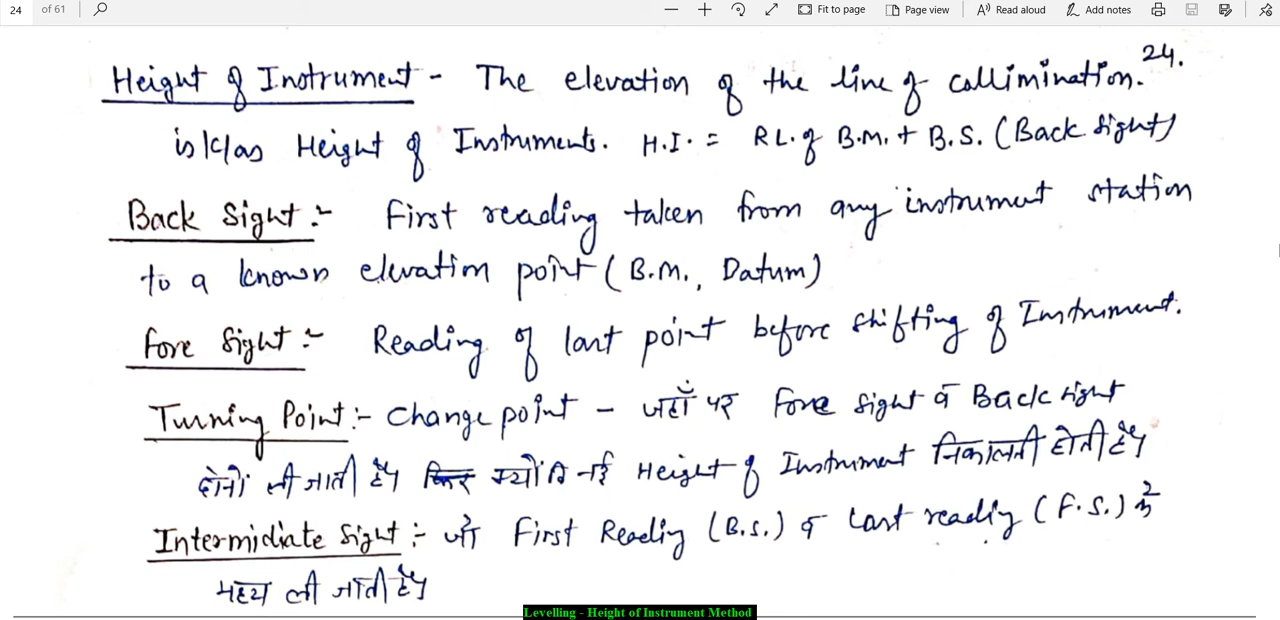 24 of 61 Fit to page Page view Read aloud Add notes
24.
Height of Instrument - The elevation of the line of callimination.
is k/as Height of Instruments. H.I. = RL. of B.M. + B.S. (Back Sight)
Back Sight :- First reading taken from any instrument station
to a known elevation point (B.M., Datum)
Fore Sight :- Reading of last point before shifting of Instrument.
Turning Point :- Change point - जहाँ पर Fore Sight व Back sight
दोनों ली जाती है। क्योंकि नई Height of Instrument निकालनी होती है।
Intermidiate Sight :- जो First Reading (B.S.) व last reading (F.S.) के
मध्य ली जाती है।
Levelling - Height of Instrument Method